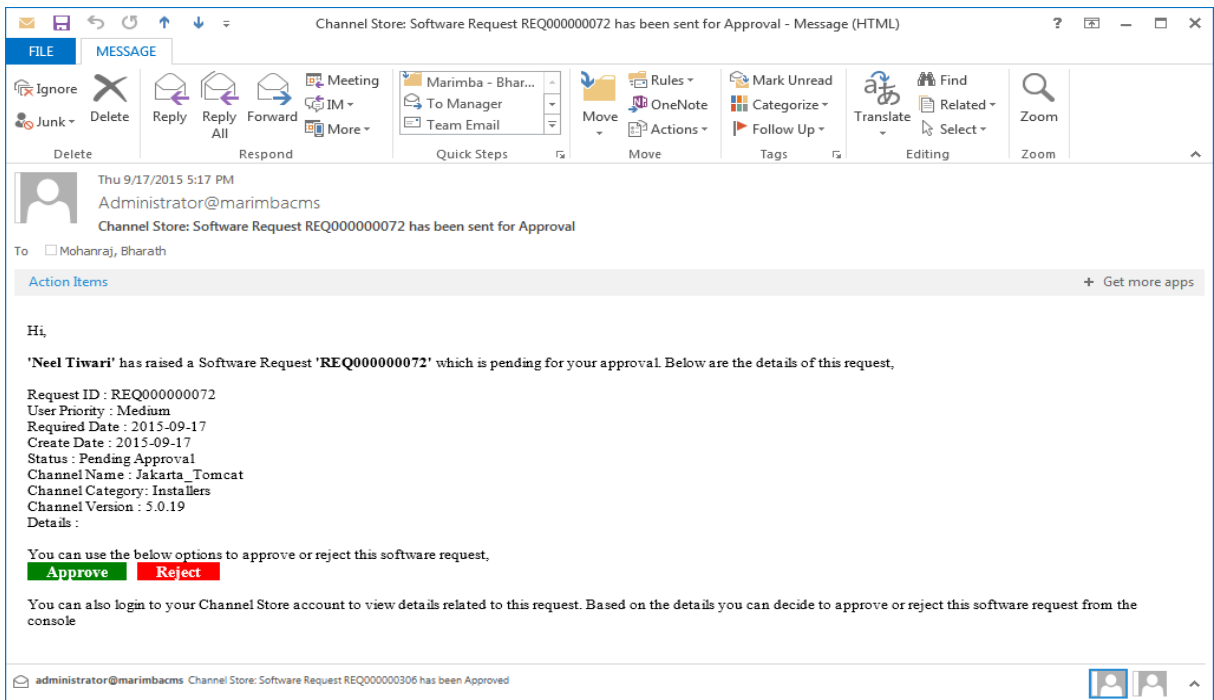 Channel Store: Software Request REQ000000072 has been sent for Approval - Message (HTML)
?
FILE
MESSAGE
Ignore
Junk
Delete
Reply
Reply All
Forward
Meeting
IM
More
Marimba - Bhar...
To Manager
Team Email
Move
Rules
OneNote
Actions
Mark Unread
Categorize
Follow Up
Translate
Find
Related
Select
Zoom
Delete
Respond
Quick Steps
Move
Tags
Editing
Zoom
Thu 9/17/2015 5:17 PM
Administrator@marimbacms
Channel Store: Software Request REQ000000072 has been sent for Approval
To Mohanraj, Bharath
Action Items
+ Get more apps
Hi,
'Neel Tiwari' has raised a Software Request 'REQ000000072' which is pending for your approval. Below are the details of this request,
Request ID : REQ000000072
User Priority : Medium
Required Date : 2015-09-17
Create Date : 2015-09-17
Status : Pending Approval
Channel Name : Jakarta_Tomcat
Channel Category: Installers
Channel Version : 5.0.19
Details :
You can use the below options to approve or reject this software request,
Approve Reject
You can also login to your Channel Store account to view details related to this request. Based on the details you can decide to approve or reject this software request from the
console
administrator@marimbacms Channel Store: Software Request REQ000000306 has been Approved